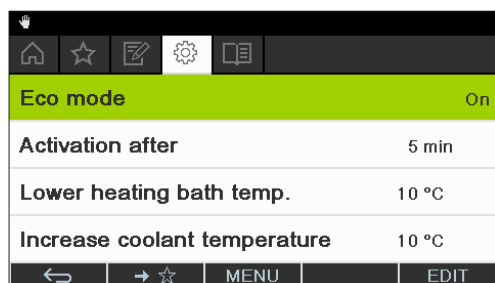 Eco mode On
Activation after 5 min
Lower heating bath temp. 10 °C
Increase coolant temperature 10 °C
MENU EDIT